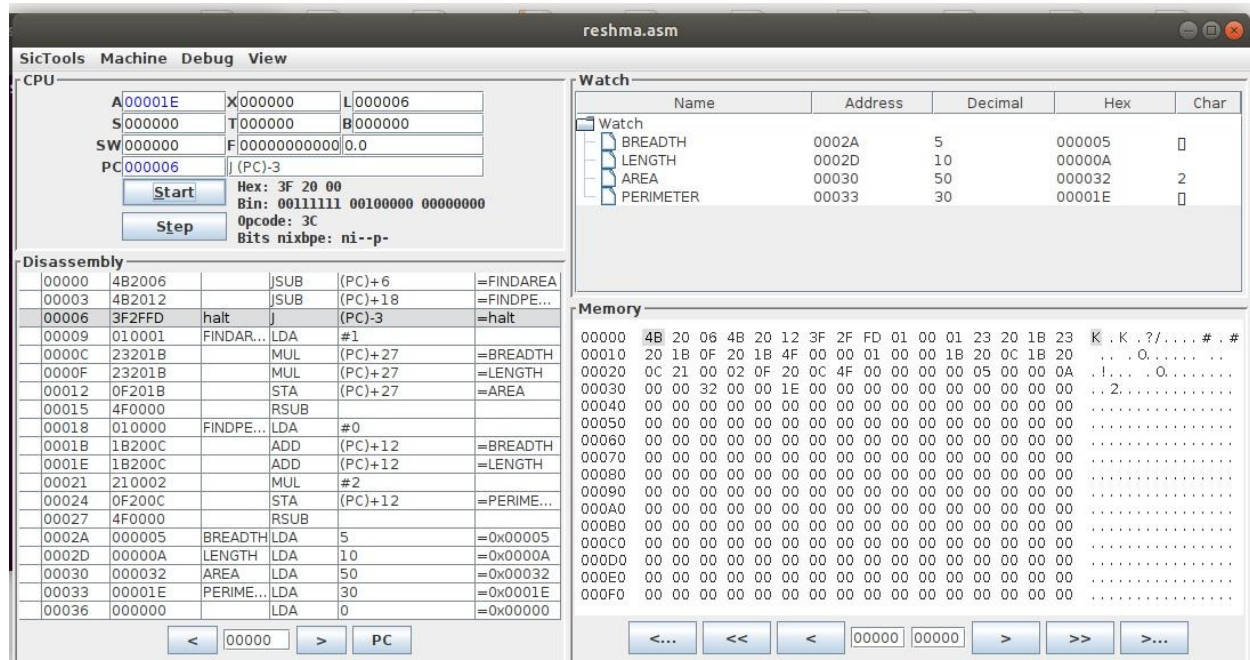 reshma.asm
SicTools Machine Debug View
CPU
A 00001E X 000000 L 000006
S 000000 T 000000 B 000000
SW 000000 F 00000000000 0.0
PC 000006 J (PC)-3
Start
Hex: 3F 20 00
Bin: 00111111 00100000 00000000
Step
Opcode: 3C
Bits nixbpe: ni--p-
Disassembly
00000 4B2006 JSUB (PC)+6 =FINDAREA
00003 4B2012 JSUB (PC)+18 =FINDPE...
00006 3F2FFD halt J (PC)-3 =halt
00009 010001 FINDAR... LDA #1
0000C 23201B MUL (PC)+27 =BREADTH
0000F 23201B MUL (PC)+27 =LENGTH
00012 0F201B STA (PC)+27 =AREA
00015 4F0000 RSUB
00018 010000 FINDPE... LDA #0
0001B 1B200C ADD (PC)+12 =BREADTH
0001E 1B200C ADD (PC)+12 =LENGTH
00021 210002 MUL #2
00024 0F200C STA (PC)+12 =PERIME...
00027 4F0000 RSUB
0002A 000005 BREADTH LDA 5 =0x00005
0002D 00000A LENGTH LDA 10 =0x0000A
00030 000032 AREA LDA 50 =0x00032
00033 00001E PERIME... LDA 30 =0x0001E
00036 000000 LDA 0 =0x00000
< 00000 > PC
Watch
Name Address Decimal Hex Char
Watch
BREADTH 0002A 5 000005 []
LENGTH 0002D 10 00000A
AREA 00030 50 000032 2
PERIMETER 00033 30 00001E []
Memory
00000 4B 20 06 4B 20 12 3F 2F FD 01 00 01 23 20 1B 23 K . K . ?/. . . . # . #
00010 20 1B 0F 20 1B 4F 00 00 01 00 00 1B 20 0C 1B 20 . . . . O. . . . . . . .
00020 0C 21 00 02 0F 20 0C 4F 00 00 00 00 05 00 00 0A . !. . . . O. . . . . . . .
00030 00 00 32 00 00 1E 00 00 00 00 00 00 00 00 00 00 . . 2. . . . . . . . . . . . .
00040 00 00 00 00 00 00 00 00 00 00 00 00 00 00 00 00 . . . . . . . . . . . . . . . .
00050 00 00 00 00 00 00 00 00 00 00 00 00 00 00 00 00 . . . . . . . . . . . . . . . .
00060 00 00 00 00 00 00 00 00 00 00 00 00 00 00 00 00 . . . . . . . . . . . . . . . .
00070 00 00 00 00 00 00 00 00 00 00 00 00 00 00 00 00 . . . . . . . . . . . . . . . .
00080 00 00 00 00 00 00 00 00 00 00 00 00 00 00 00 00 . . . . . . . . . . . . . . . .
00090 00 00 00 00 00 00 00 00 00 00 00 00 00 00 00 00 . . . . . . . . . . . . . . . .
000A0 00 00 00 00 00 00 00 00 00 00 00 00 00 00 00 00 . . . . . . . . . . . . . . . .
000B0 00 00 00 00 00 00 00 00 00 00 00 00 00 00 00 00 . . . . . . . . . . . . . . . .
000C0 00 00 00 00 00 00 00 00 00 00 00 00 00 00 00 00 . . . . . . . . . . . . . . . .
000D0 00 00 00 00 00 00 00 00 00 00 00 00 00 00 00 00 . . . . . . . . . . . . . . . .
000E0 00 00 00 00 00 00 00 00 00 00 00 00 00 00 00 00 . . . . . . . . . . . . . . . .
000F0 00 00 00 00 00 00 00 00 00 00 00 00 00 00 00 00 . . . . . . . . . . . . . . . .
<... << < 00000 00000 > >> >...